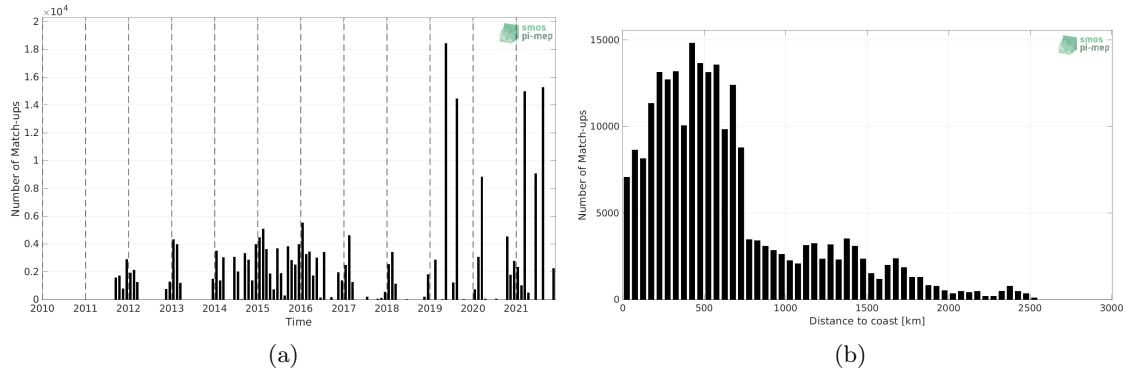 ×10⁴
2
1.8
1.6
1.4
1.2
1
0.8
0.6
0.4
0.2
0
Number of Match-ups
2010 2011 2012 2013 2014 2015 2016 2017 2018 2019 2020 2021
Time
smos
pi-mep
(a)
15000
10000
5000
0
Number of Match-ups
0 500 1000 1500 2000 2500 3000
Distance to coast [km]
smos
pi-mep
(b)